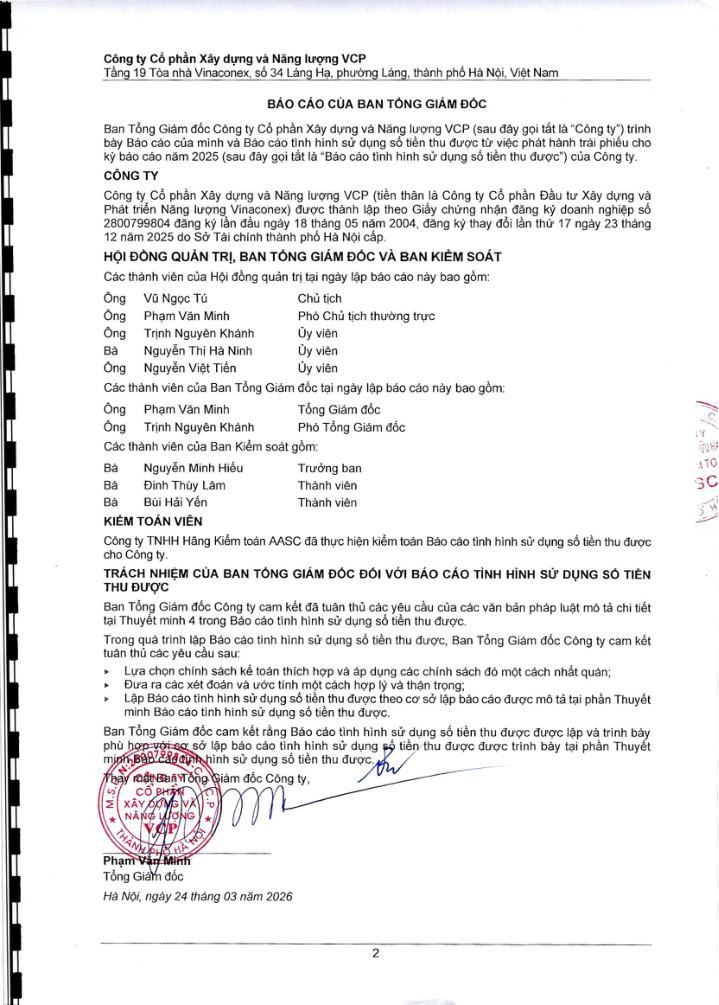 Công ty Cổ phần Xây dựng và Năng lượng VCP
Tầng 19 Tòa nhà Vinaconex, số 34 Láng Hạ, phường Láng, thành phố Hà Nội, Việt Nam
BÁO CÁO CỦA BAN TỔNG GIÁM ĐỐC
Ban Tổng Giám đốc Công ty Cổ phần Xây dựng và Năng lượng VCP (sau đây gọi tắt là “Công ty”) trình
bày Báo cáo của mình và Báo cáo tình hình sử dụng số tiền thu được từ việc phát hành trái phiếu cho
kỳ báo cáo năm 2025 (sau đây gọi tắt là “Báo cáo tình hình sử dụng số tiền thu được”) của Công ty.
CÔNG TY
Công ty Cổ phần Xây dựng và Năng lượng VCP (tiền thân là Công ty Cổ phần Đầu tư Xây dựng và
Phát triển Năng lượng Vinaconex) được thành lập theo Giấy chứng nhận đăng ký doanh nghiệp số
2800799804 đăng ký lần đầu ngày 18 tháng 05 năm 2004, đăng ký thay đổi lần thứ 17 ngày 23 tháng
12 năm 2025 do Sở Tài chính thành phố Hà Nội cấp.
HỘI ĐỒNG QUẢN TRỊ, BAN TỔNG GIÁM ĐỐC VÀ BAN KIỂM SOÁT
Các thành viên của Hội đồng quản trị tại ngày lập báo cáo này bao gồm:
Ông Vũ Ngọc Tú Chủ tịch
Ông Phạm Văn Minh Phó Chủ tịch thường trực
Ông Trịnh Nguyên Khánh Ủy viên
Bà Nguyễn Thị Hà Ninh Ủy viên
Ông Nguyễn Việt Tiến Ủy viên
Các thành viên của Ban Tổng Giám đốc tại ngày lập báo cáo này bao gồm:
Ông Phạm Văn Minh Tổng Giám đốc
Ông Trịnh Nguyên Khánh Phó Tổng Giám đốc
Các thành viên của Ban Kiểm soát gồm:
Bà Nguyễn Minh Hiếu Trưởng ban
Bà Đinh Thùy Lâm Thành viên
Bà Bùi Hải Yến Thành viên
KIỂM TOÁN VIÊN
Công ty TNHH Hãng Kiểm toán AASC đã thực hiện kiểm toán Báo cáo tình hình sử dụng số tiền thu được
cho Công ty.
TRÁCH NHIỆM CỦA BAN TỔNG GIÁM ĐỐC ĐỐI VỚI BÁO CÁO TÌNH HÌNH SỬ DỤNG SỐ TIỀN
THU ĐƯỢC
Ban Tổng Giám đốc Công ty cam kết đã tuân thủ các yêu cầu của các văn bản pháp luật mô tả chi tiết
tại Thuyết minh 4 trong Báo cáo tình hình sử dụng số tiền thu được.
Trong quá trình lập Báo cáo tình hình sử dụng số tiền thu được, Ban Tổng Giám đốc Công ty cam kết
tuân thủ các yêu cầu sau:
▸ Lựa chọn chính sách kế toán thích hợp và áp dụng các chính sách đó một cách nhất quán;
▸ Đưa ra các xét đoán và ước tính một cách hợp lý và thận trọng;
▸ Lập Báo cáo tình hình sử dụng số tiền thu được theo cơ sở lập báo cáo được mô tả tại phần Thuyết
minh Báo cáo tình hình sử dụng số tiền thu được.
Ban Tổng Giám đốc cam kết rằng Báo cáo tình hình sử dụng số tiền thu được được lập và trình bày
phù hợp với cơ sở lập báo cáo tình hình sử dụng số tiền thu được được trình bày tại phần Thuyết
minh Báo cáo tình hình sử dụng số tiền thu được.
Thay mặt Ban Tổng Giám đốc Công ty,
M.S.D.N:2800799804-C.T.C.P
CÔNG TY
CỔ PHẦN
XÂY DỰNG VÀ
NĂNG LƯỢNG
VCP
THÀNH PHỐ HÀ NỘI
Phạm Văn Minh
Tổng Giám đốc
Hà Nội, ngày 24 tháng 03 năm 2026
2